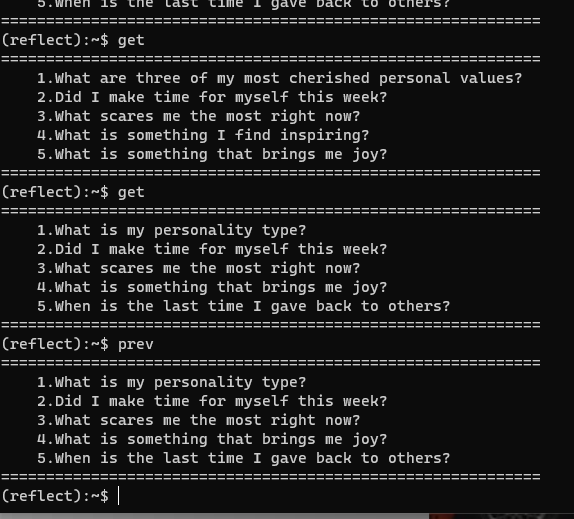 5.When is the last time I gave back to others?
============================================================
(reflect):~$ get
============================================================
1.What are three of my most cherished personal values?
2.Did I make time for myself this week?
3.What scares me the most right now?
4.What is something I find inspiring?
5.What is something that brings me joy?
============================================================
(reflect):~$ get
============================================================
1.What is my personality type?
2.Did I make time for myself this week?
3.What scares me the most right now?
4.What is something that brings me joy?
5.When is the last time I gave back to others?
============================================================
(reflect):~$ prev
============================================================
1.What is my personality type?
2.Did I make time for myself this week?
3.What scares me the most right now?
4.What is something that brings me joy?
5.When is the last time I gave back to others?
============================================================
(reflect):~$